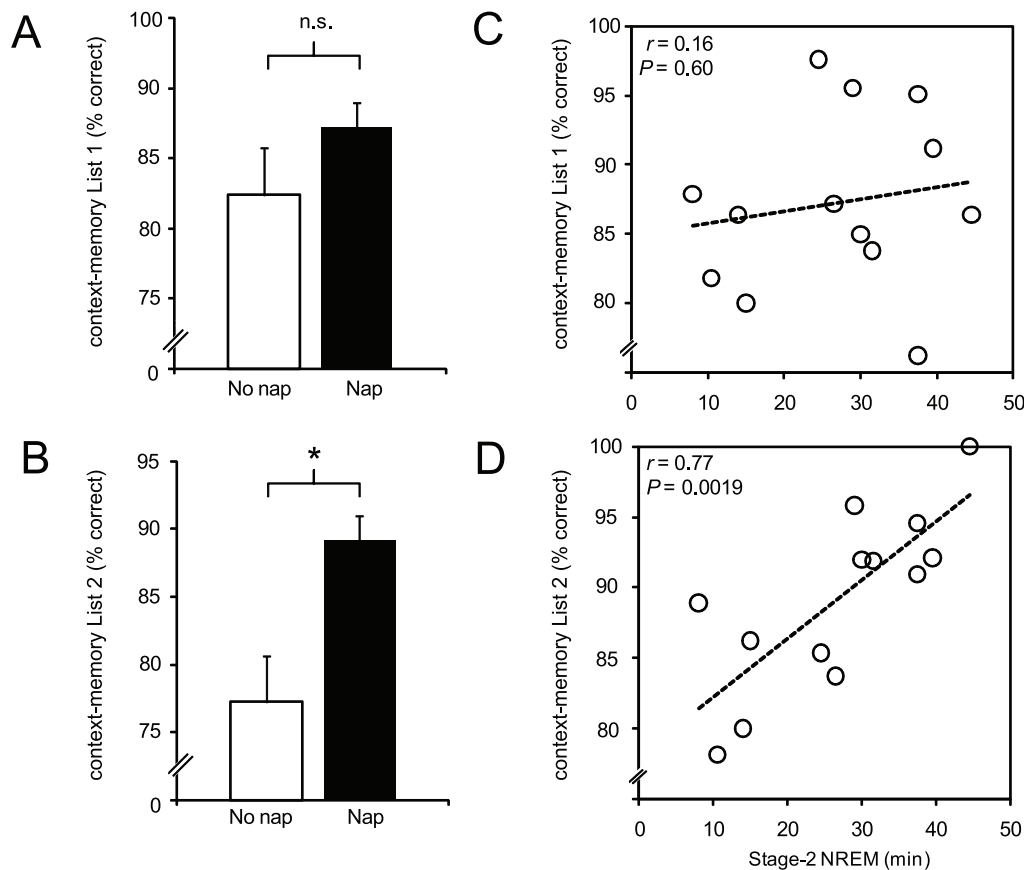 A
n.s.
context-memory List 1 (% correct)
100
90
85
80
75
0
No nap
Nap
C
r = 0.16
P = 0.60
context-memory List 1 (% correct)
100
95
90
85
80
0
10
20
30
40
50
B
*
context-memory List 2 (% correct)
95
90
85
80
75
0
No nap
Nap
D
r = 0.77
P = 0.0019
context-memory List 2 (% correct)
100
95
90
85
80
0
10
20
30
40
50
Stage-2 NREM (min)